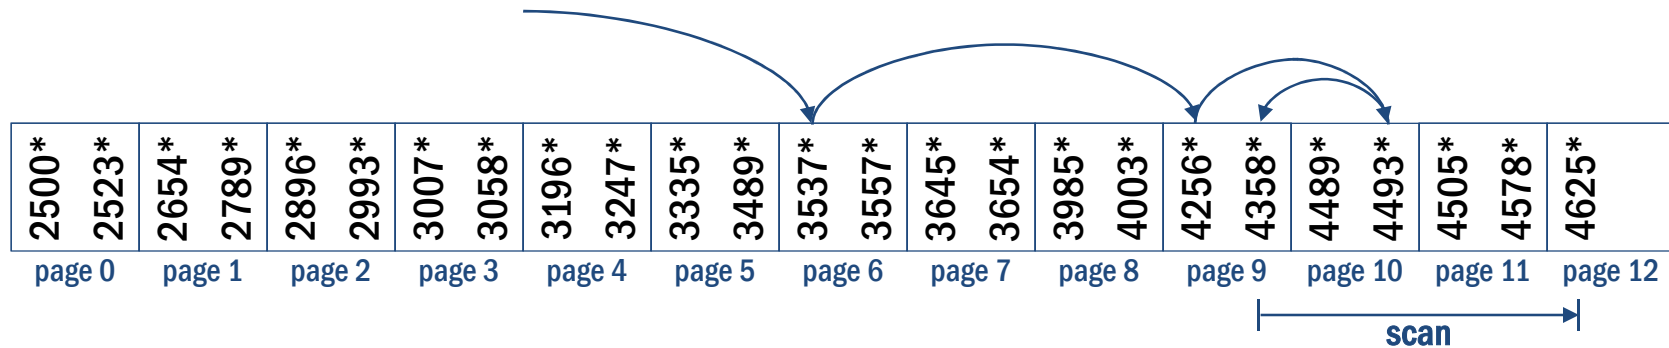 2500* 2523* 2654* 2789* 2896* 2993* 3007* 3058* 3196* 3247* 3335* 3489* 3537* 3557* 3645* 3654* 3985* 4003* 4256* 4358* 4489* 4493* 4505* 4578* 4625*
page 0 page 1 page 2 page 3 page 4 page 5 page 6 page 7 page 8 page 9 page 10 page 11 page 12
scan